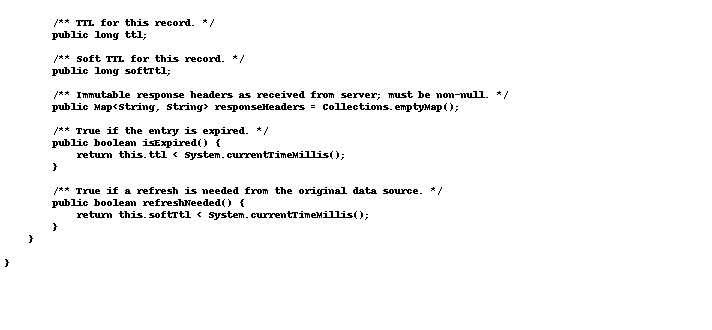 /** TTL for this record. */
public long ttl;
/** Soft TTL for this record. */
public long softTtl;
/** Immutable response headers as received from server; must be non-null. */
public Map<String, String> responseHeaders = Collections.emptyMap();
/** True if the entry is expired. */
public boolean isExpired() {
return this.ttl < System.currentTimeMillis();
}
/** True if a refresh is needed from the original data source. */
public boolean refreshNeeded() {
return this.softTtl < System.currentTimeMillis();
}
}
}